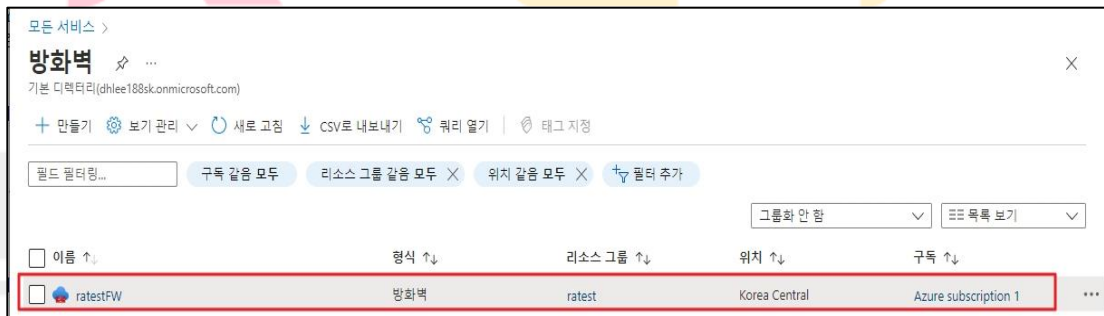 모든 서비스 >
방화벽 ...
기본 디렉터리(dhlee188sk.onmicrosoft.com)
만들기 보기 관리 새로 고침 CSV로 내보내기 쿼리 열기 태그 지정
필드 필터링... 구독 같음 모두 리소스 그룹 같음 모두 위치 같음 모두 필터 추가
그룹화 안 함 목록 보기
이름 형식 리소스 그룹 위치 구독
ratestFW 방화벽 ratest Korea Central Azure subscription 1